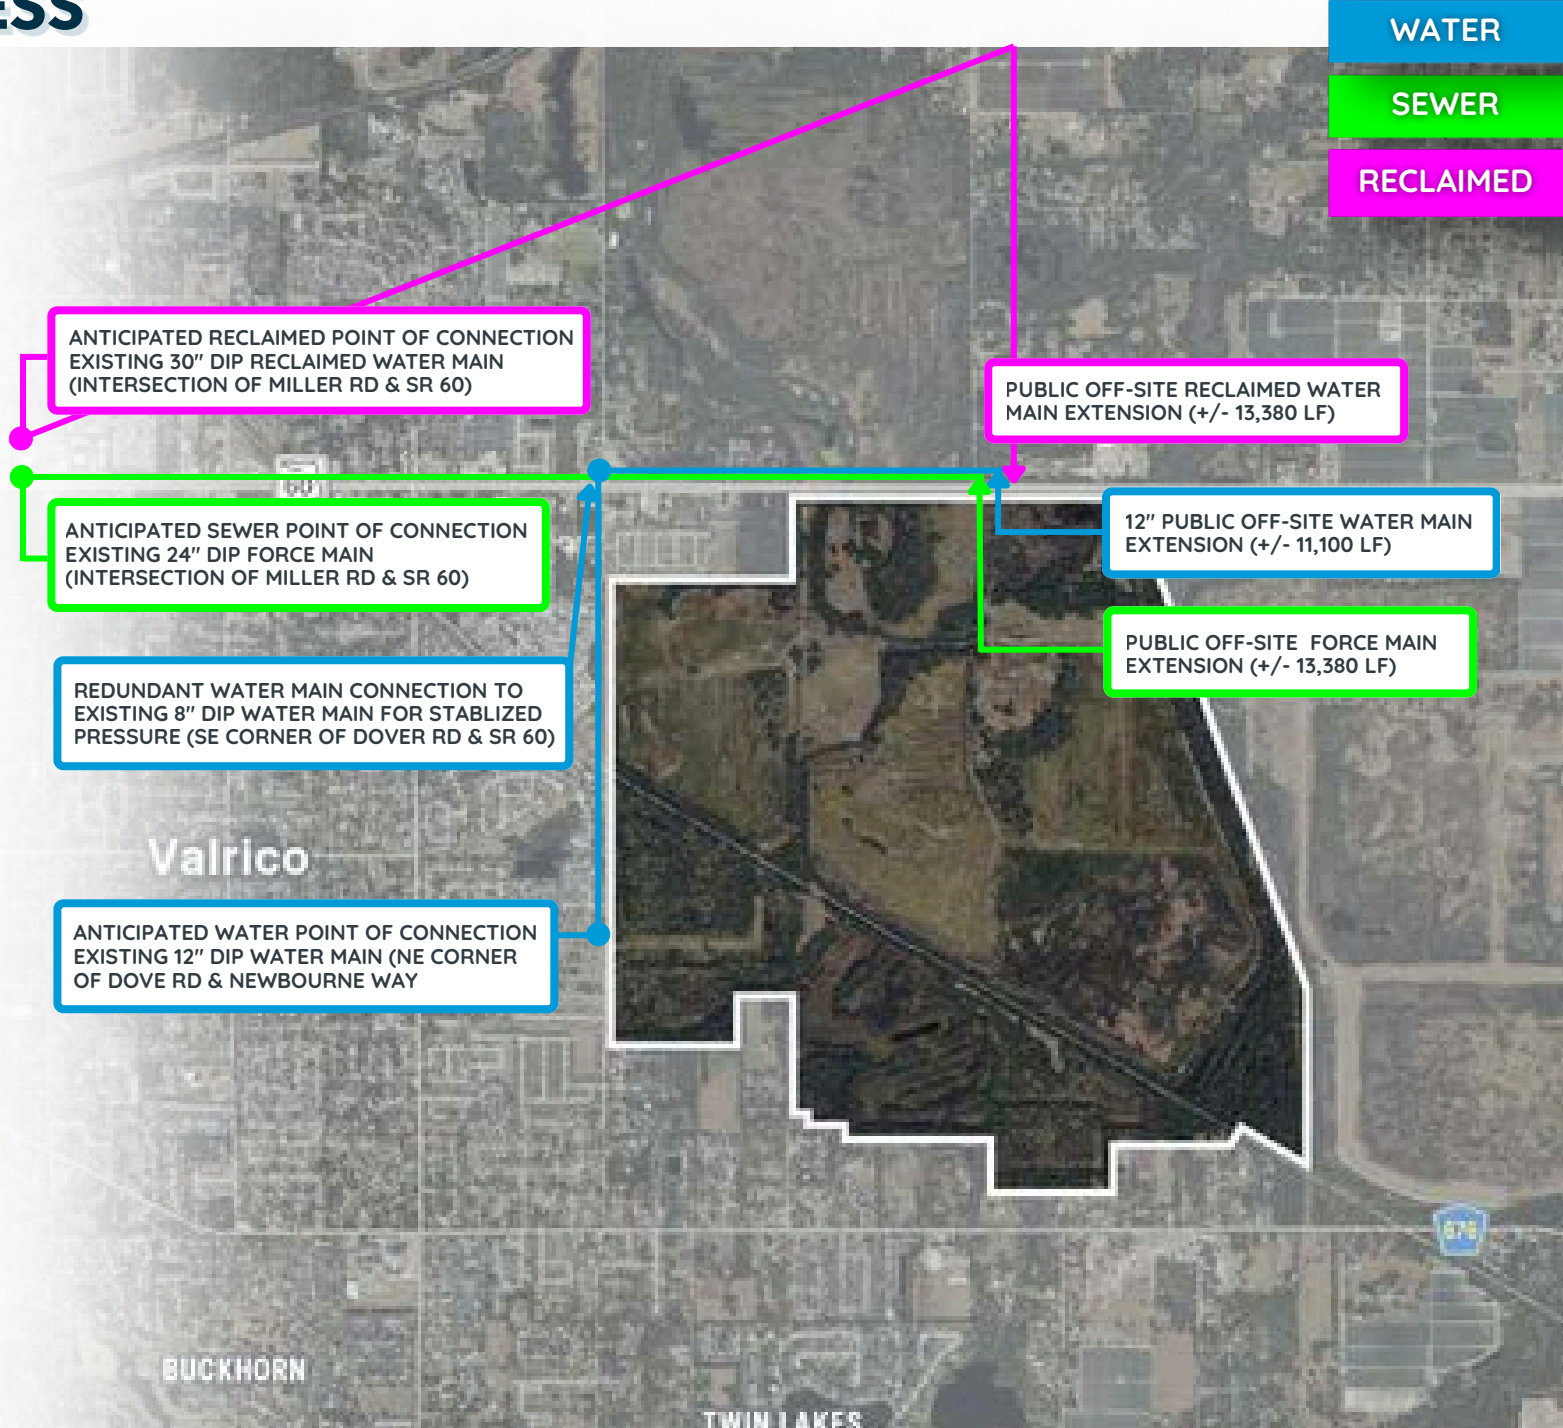 ESS
WATER
SEWER
RECLAIMED
ANTICIPATED RECLAIMED POINT OF CONNECTION
EXISTING 30" DIP RECLAIMED WATER MAIN
(INTERSECTION OF MILLER RD & SR 60)
PUBLIC OFF-SITE RECLAIMED WATER
MAIN EXTENSION (+/- 13,380 LF)
60
ANTICIPATED SEWER POINT OF CONNECTION
EXISTING 24" DIP FORCE MAIN
(INTERSECTION OF MILLER RD & SR 60)
12" PUBLIC OFF-SITE WATER MAIN
EXTENSION (+/- 11,100 LF)
PUBLIC OFF-SITE FORCE MAIN
EXTENSION (+/- 13,380 LF)
REDUNDANT WATER MAIN CONNECTION TO
EXISTING 8" DIP WATER MAIN FOR STABLIZED
PRESSURE (SE CORNER OF DOVER RD & SR 60)
Valrico
ANTICIPATED WATER POINT OF CONNECTION
EXISTING 12" DIP WATER MAIN (NE CORNER
OF DOVE RD & NEWBOURNE WAY
BUCKHORN
TWIN LAKES